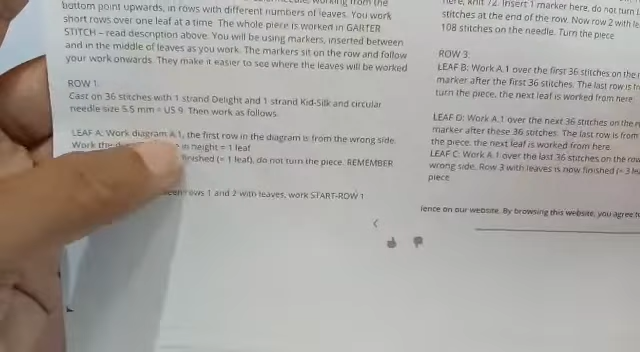 working from the
bottom point upwards, in rows with different numbers of leaves. You work
short rows over one leaf at a time. The whole piece is worked in GARTER
STITCH – read description above. You will be using markers, inserted between
and in the middle of leaves as you work. The markers sit on the row and follow
your work onwards. They make it easier to see where the leaves will be worked
ROW 1:
Cast on 36 stitches with 1 strand Delight and 1 strand Kid-Silk and circular
needle size 5.5 mm = US 9. Then work as follows
LEAF A: Work diagram A.1, the first row in the diagram is from the wrong side.
Work the in height = 1 leaf
finished (= 1 leaf), do not turn the piece. REMEMBER
rows 1 and 2 with leaves, work START-ROW 1
knit 72. Insert 1 marker here, do not turn
stitches at the end of the row. Now row 2 with
108 stitches on the needle. Turn the piece
ROW 3:
LEAF B: Work A.1 over the first 36 stitches on the
marker after the first 36 stitches. The last row is
turn the piece, the next leaf is worked from here.
LEAF D: Work A.1 over the next 36 stitches on the
marker after these 36 stitches. The last row is from
the piece, the next leaf is worked from here
LEAF C: Work A.1 over the last 36 stitches on the
wrong side. Row 3 with leaves is now finished (= 3
piece
on our website. By browsing this website, you agree